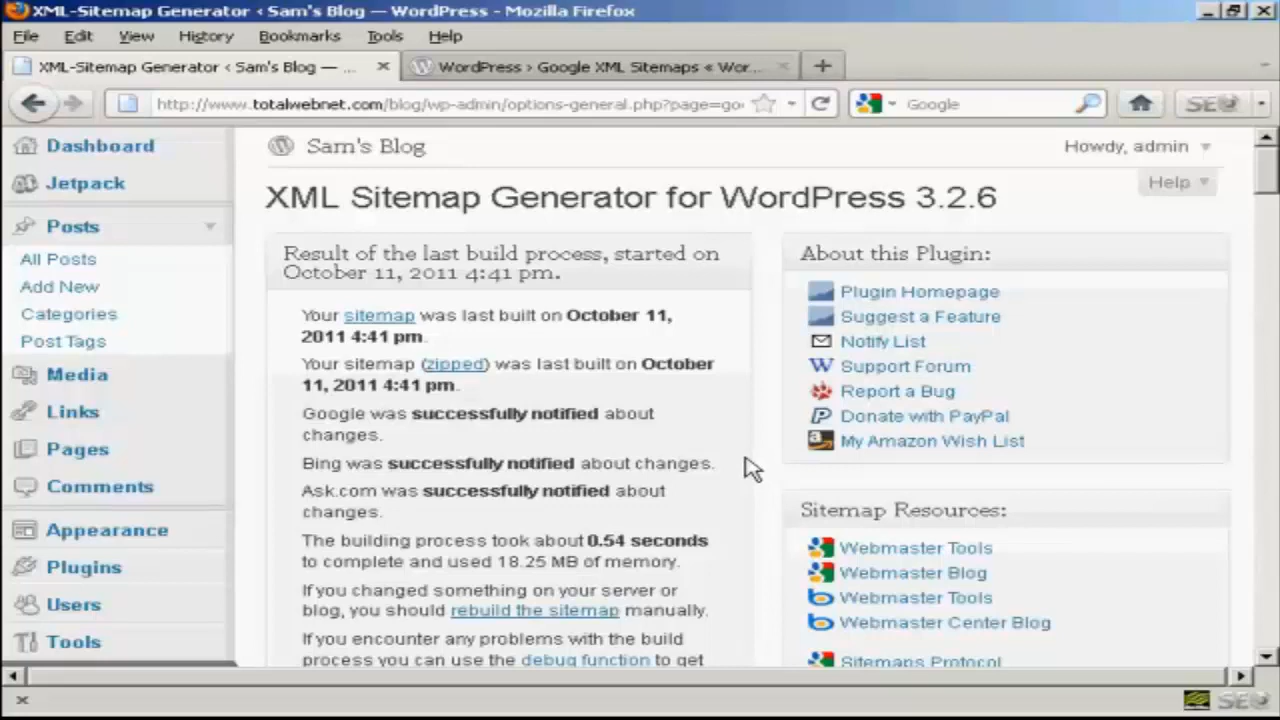 XML-Sitemap Generator ‹ Sam's Blog — WordPress - Mozilla Firefox
File Edit View History Bookmarks Tools Help
XML-Sitemap Generator ‹ Sam's Blog — ... WordPress › Google XML Sitemaps « Wor...
http://www.totalwebnet.com/blog/wp-admin/options-general.php?page=go Google SEO
Dashboard
Jetpack
Posts
All Posts
Add New
Categories
Post Tags
Media
Links
Pages
Comments
Appearance
Plugins
Users
Tools
Sam's Blog
Howdy, admin
Help
XML Sitemap Generator for WordPress 3.2.6
Result of the last build process, started on
October 11, 2011 4:41 pm.
Your sitemap was last built on October 11,
2011 4:41 pm.
Your sitemap (zipped) was last built on October
11, 2011 4:41 pm.
Google was successfully notified about
changes.
Bing was successfully notified about changes.
Ask.com was successfully notified about
changes.
The building process took about 0.54 seconds
to complete and used 18.25 MB of memory.
If you changed something on your server or
blog, you should rebuild the sitemap manually.
If you encounter any problems with the build
process you can use the debug function to get
About this Plugin:
Plugin Homepage
Suggest a Feature
Notify List
Support Forum
Report a Bug
Donate with PayPal
My Amazon Wish List
Sitemap Resources:
Webmaster Tools
Webmaster Blog
Webmaster Tools
Webmaster Center Blog
Sitemaps Protocol
SEO